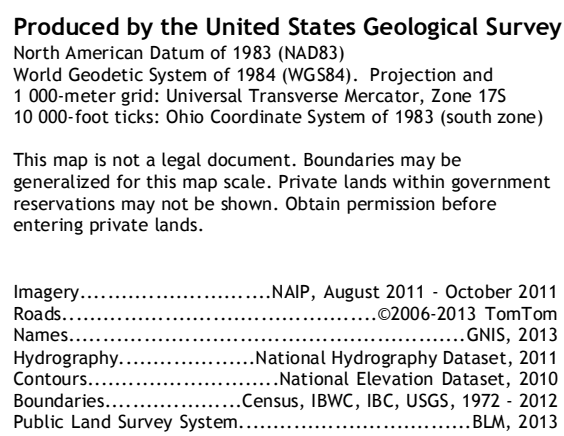 Produced by the United States Geological Survey
North American Datum of 1983 (NAD83)
World Geodetic System of 1984 (WGS84).  Projection and
1 000-meter grid: Universal Transverse Mercator, Zone 17S
10 000-foot ticks: Ohio Coordinate System of 1983 (south zone)
This map is not a legal document. Boundaries may be
generalized for this map scale. Private lands within government
reservations may not be shown. Obtain permission before
entering private lands.
Imagery.............................NAIP, August 2011 - October 2011
Roads................................................©2006-2013 TomTom
Names............................................................GNIS, 2013
Hydrography.....................National Hydrography Dataset, 2011
Contours.............................National Elevation Dataset, 2010
Boundaries.....................Census, IBWC, IBC, USGS, 1972 - 2012
Public Land Survey System...................................BLM, 2013